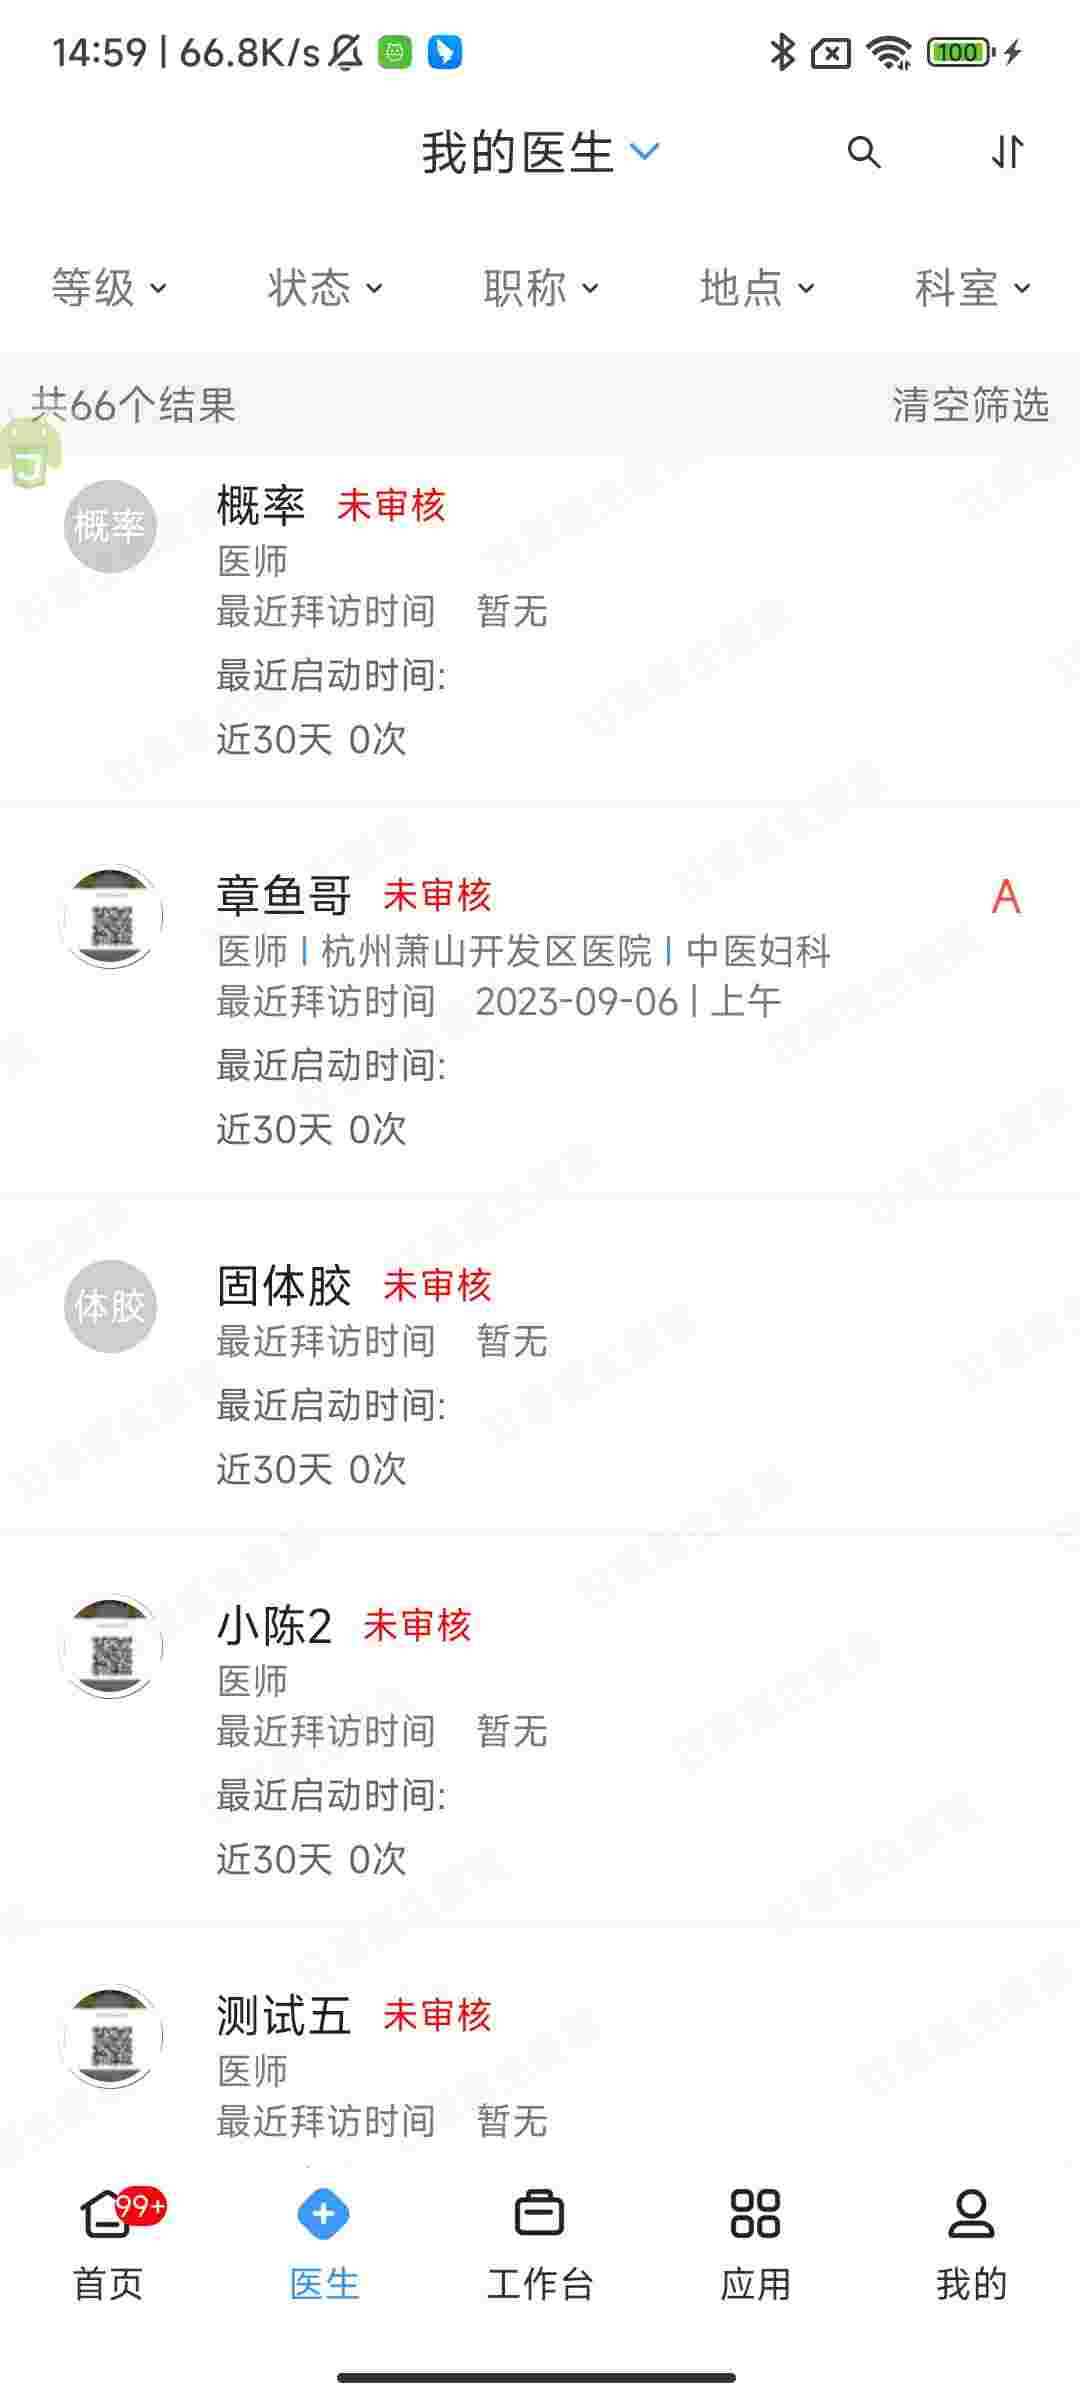 14:59 | 66.8K/s 100
我的医生
等级 状态 职称 地点 科室
共66个结果 清空筛选
概率 概率 未审核
医师
最近拜访时间 暂无
最近启动时间:
近30天 0次
章鱼哥 未审核 A
医师 | 杭州萧山开发区医院 | 中医妇科
最近拜访时间 2023-09-06 | 上午
最近启动时间:
近30天 0次
体胶 固体胶 未审核
最近拜访时间 暂无
最近启动时间:
近30天 0次
小陈2 未审核
医师
最近拜访时间 暂无
最近启动时间:
近30天 0次
测试五 未审核
医师
最近拜访时间 暂无
99+
首页 医生 工作台 应用 我的